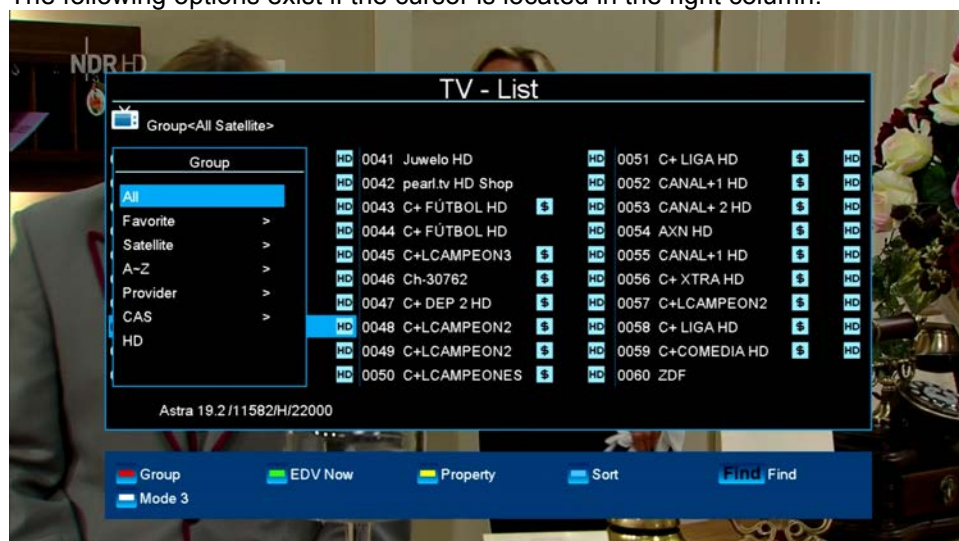 The following options exist if the cursor is located in the right column:
NDR HD
TV - List
Group<All Satellite>
Group
All
Favorite >
Satellite >
A~Z >
Provider >
CAS >
HD
HD 0041 Juwelo HD HD 0051 C+ LIGA HD $ HD
HD 0042 pearl.tv HD Shop HD 0052 CANAL+1 HD $ HD
HD 0043 C+ FÚTBOL HD $ HD 0053 CANAL+ 2 HD $ HD
HD 0044 C+ FÚTBOL HD HD 0054 AXN HD $ HD
HD 0045 C+LCAMPEON3 $ HD 0055 CANAL+1 HD $ HD
HD 0046 Ch-30762 $ HD 0056 C+ XTRA HD $ HD
HD 0047 C+ DEP 2 HD $ HD 0057 C+LCAMPEON2 $ HD
HD 0048 C+LCAMPEON2 $ HD 0058 C+ LIGA HD $ HD
HD 0049 C+LCAMPEON2 $ HD 0059 C+COMEDIA HD $ HD
HD 0050 C+LCAMPEONES $ HD 0060 ZDF
Astra 19.2 /11582/H/22000
Group EDV Now Property Sort Find Find
Mode 3